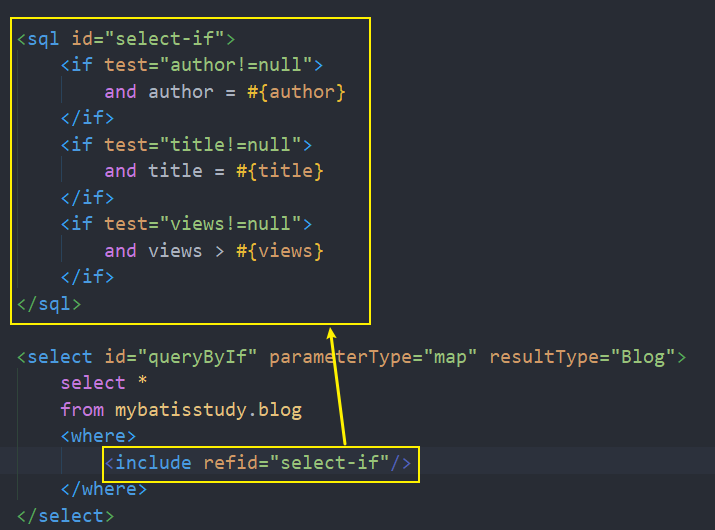 <sql id="select-if">
<if test="author!=null">
and author = #{author}
</if>
<if test="title!=null">
and title = #{title}
</if>
<if test="views!=null">
and views > #{views}
</if>
</sql>
<select id="queryByIf" parameterType="map" resultType="Blog">
select *
from mybatisstudy.blog
<where>
<include refid="select-if"/>
</where>
</select>